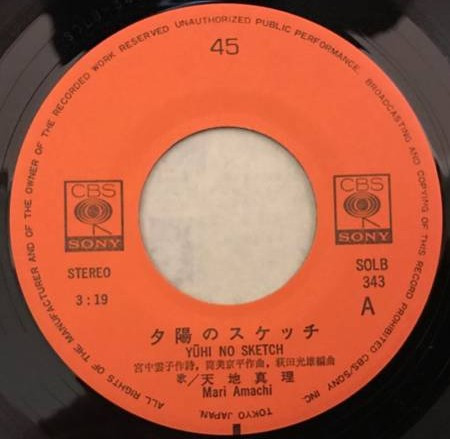 ALL RIGHTS OF THE MANUFACTURER AND OF THE OWNER OF THE RECORDED WORK RESERVED UNAUTHORIZED PUBLIC PERFORMANCE, BROADCASTING AND COPYING OF THIS RECORD PROHIBITED CBS/SONY INC. TOKYO JAPAN.
45
CBS
SONY
CBS
SONY
STEREO
3:19
SOLB
343
A
夕陽のスケッチ
YŪHI NO SKETCH
宮中雲子作詩，筒美京平作曲，萩田光雄編曲
歌／天地真理
Mari Amachi